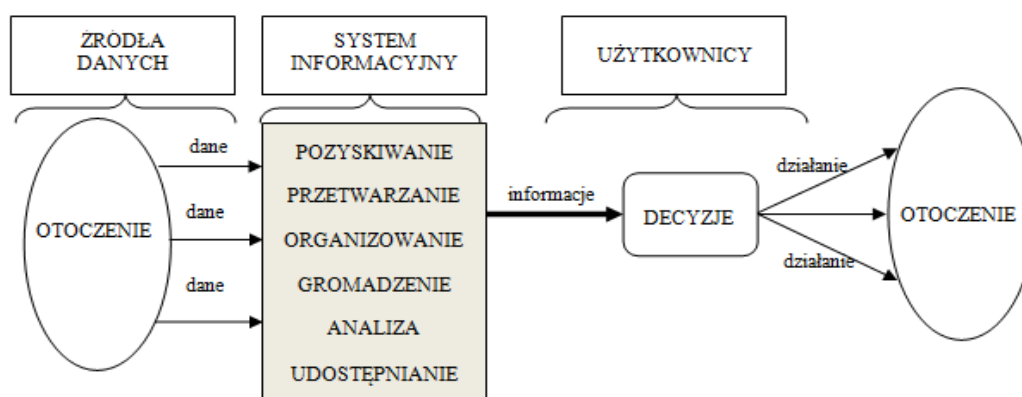 ŹRÓDŁA
DANYCH
SYSTEM
INFORMACYJNY
UŻYTKOWNICY
dane
dane
dane
OTOCZENIE
POZYSKIWANIE
PRZETWARZANIE
ORGANIZOWANIE
GROMADZENIE
ANALIZA
UDOSTĘPNIANIE
informacje
DECYZJE
działanie
działanie
OTOCZENIE